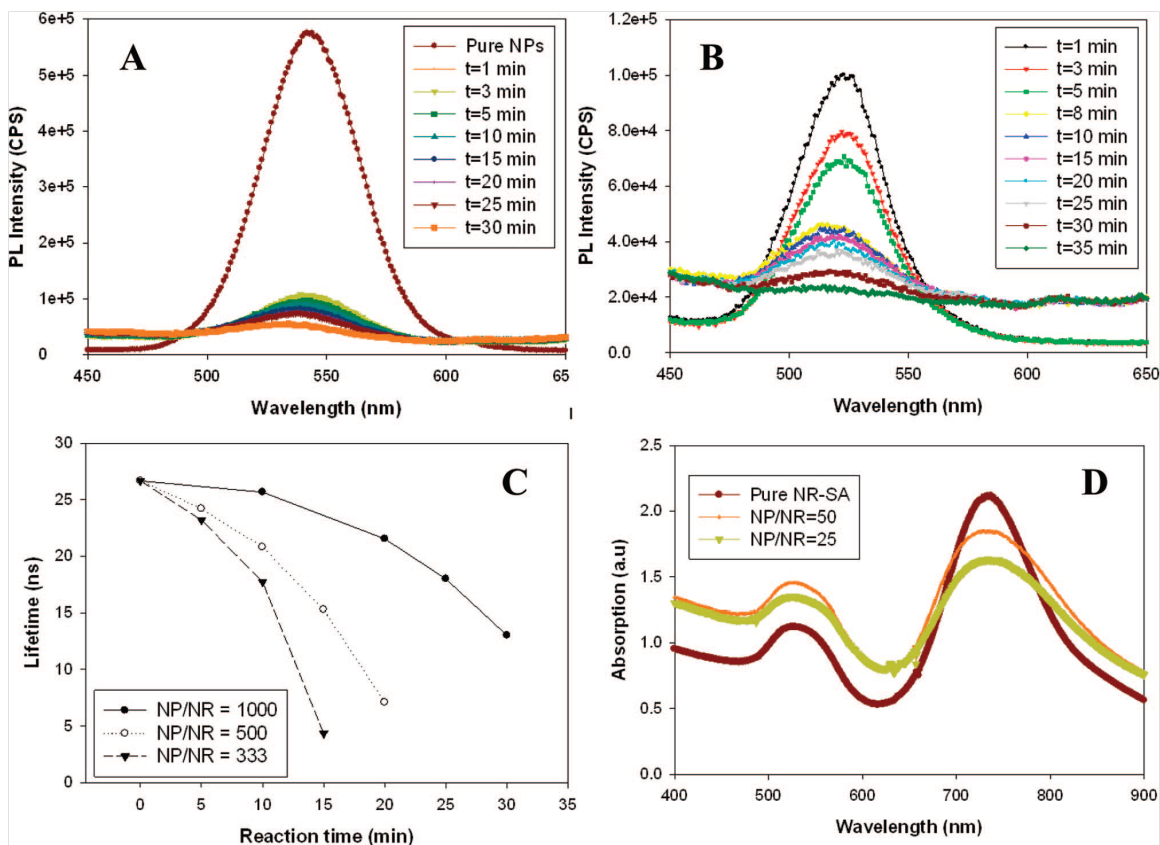 A
PL Intensity (CPS)
6e+5
5e+5
4e+5
3e+5
2e+5
1e+5
0
450 500 550 600 65
Wavelength (nm)
Pure NPs
t=1 min
t=3 min
t=5 min
t=10 min
t=15 min
t=20 min
t=25 min
t=30 min
B
PL Intensity (CPS)
1.2e+5
1.0e+5
8.0e+4
6.0e+4
4.0e+4
2.0e+4
0.0
450 500 550 600 650
Wavelength (nm)
t=1 min
t=3 min
t=5 min
t=8 min
t=10 min
t=15 min
t=20 min
t=25 min
t=30 min
t=35 min
C
Lifetime (ns)
30
25
20
15
10
5
0
0 5 10 15 20 25 30 35
Reaction time (min)
NP/NR = 1000
NP/NR = 500
NP/NR = 333
D
Absorption (a.u)
2.5
2.0
1.5
1.0
0.5
0.0
400 500 600 700 800 900
Wavelength (nm)
Pure NR-SA
NP/NR=50
NP/NR=25